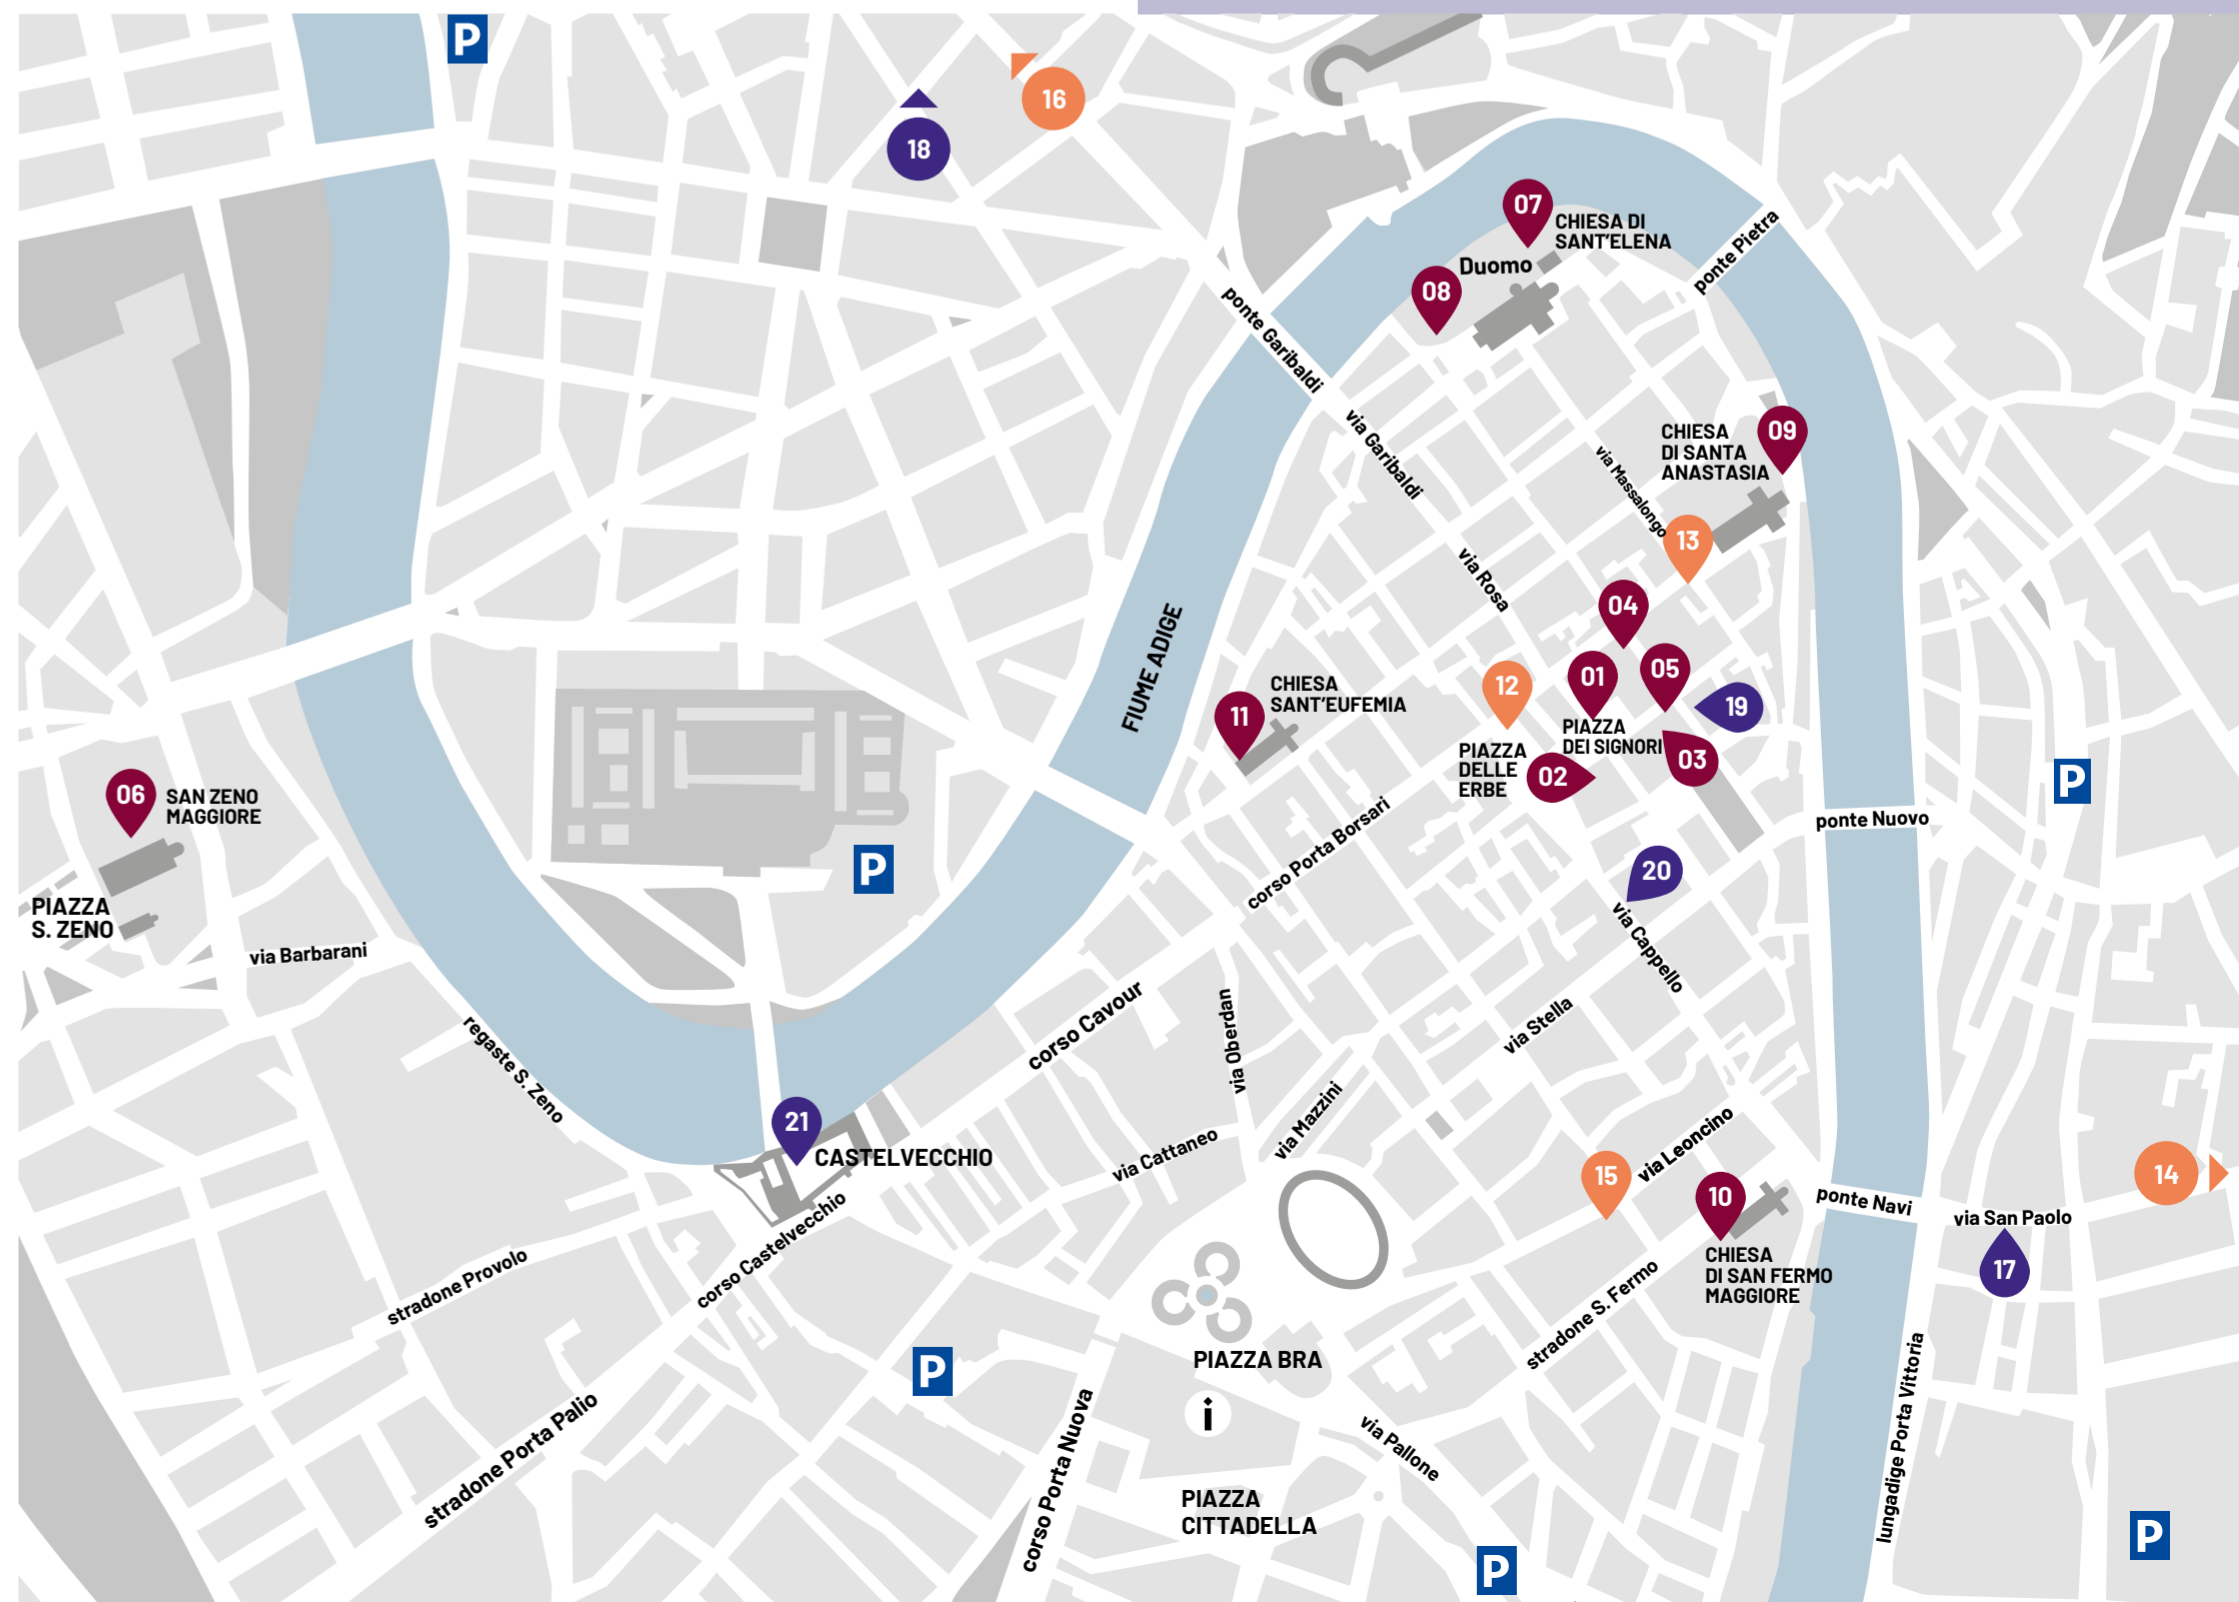 P
16
18
07
CHIESA DI
SANT'ELENA
Duomo
08
ponte Pietra
ponte Garibaldi
via Garibaldi
09
CHIESA
DI SANTA
ANASTASIA
via Massalongo
13
via Rosa
04
FIUME ADIGE
12
01
05
19
11
CHIESA
SANT'EUFEMIA
PIAZZA
DEI SIGNORI
PIAZZA
DELLE
ERBE
02
03
P
06
SAN ZENO
MAGGIORE
ponte Nuovo
corso Porta Borsari
P
20
PIAZZA
S. ZENO
via Barbarani
via Cappello
corso Cavour
via Oberdan
via Stella
regaste S. Zeno
via Mazzini
21
CASTELVECCHIO
via Cattaneo
via Leoncino
15
10
14
ponte Navi
via San Paolo
17
CHIESA
DI SAN FERMO
MAGGIORE
corso Castelvecchio
stradone Provolo
stradone S. Fermo
PIAZZA BRA
P
i
lungadige Porta Vittoria
stradone Porta Palio
corso Porta Nuova
via Pallone
PIAZZA
CITTADELLA
P
P